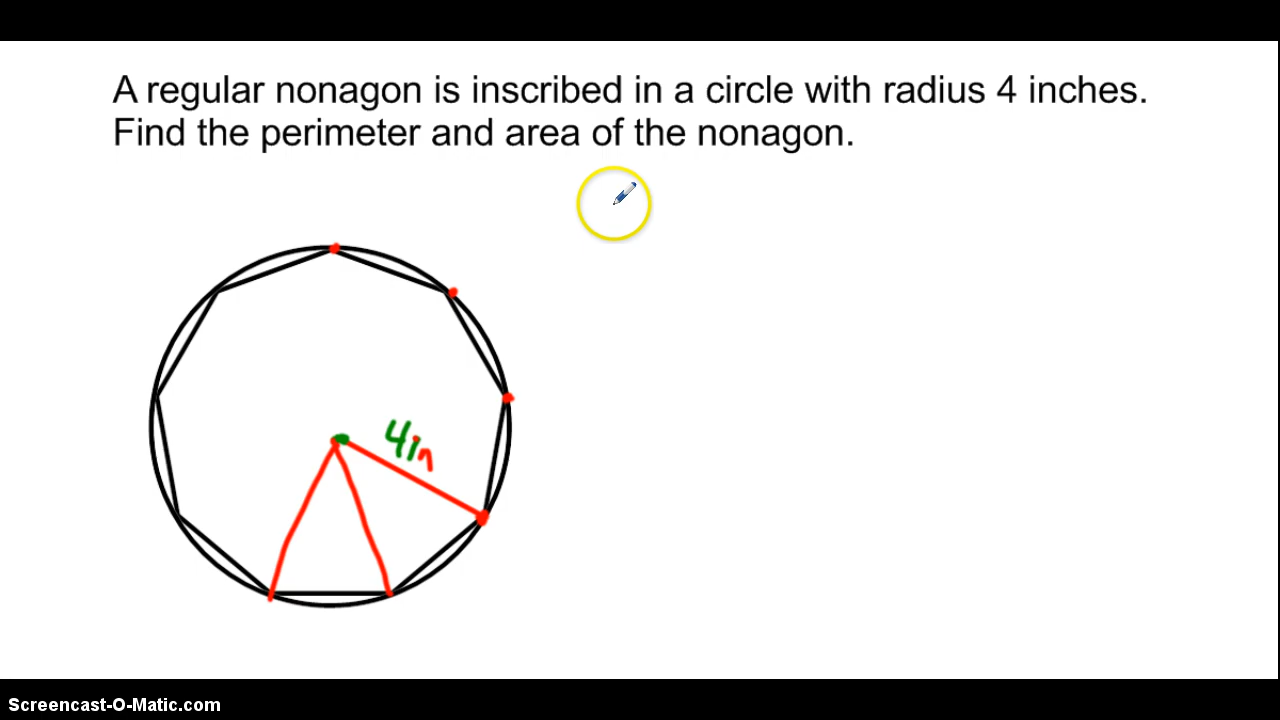 A regular nonagon is inscribed in a circle with radius 4 inches.
Find the perimeter and area of the nonagon.
4in
Screencast-O-Matic.com